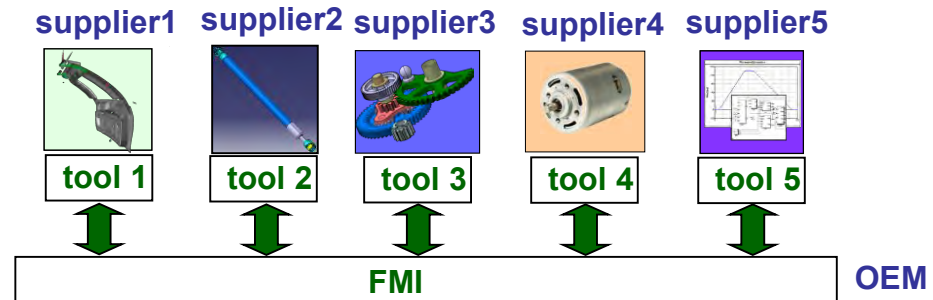 supplier1 supplier2 supplier3 supplier4 supplier5
tool 1 tool 2 tool 3 tool 4 tool 5
FMI OEM